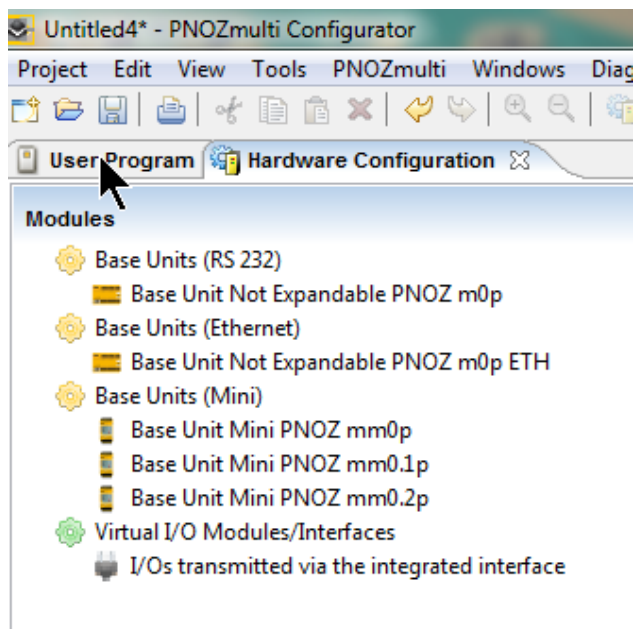 Untitled4* - PNOZmulti Configurator
Project Edit View Tools PNOZmulti Windows Diag
User Program Hardware Configuration
Modules
Base Units (RS 232)
Base Unit Not Expandable PNOZ m0p
Base Units (Ethernet)
Base Unit Not Expandable PNOZ m0p ETH
Base Units (Mini)
Base Unit Mini PNOZ mm0p
Base Unit Mini PNOZ mm0.1p
Base Unit Mini PNOZ mm0.2p
Virtual I/O Modules/Interfaces
I/Os transmitted via the integrated interface